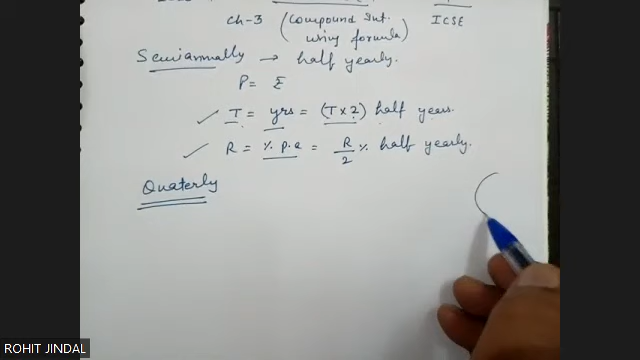 Ch-3 (Compound Int. using formula) ICSE
Semiannually → half yearly.
P = ₹
✓ T = yrs = (T x 2) half years.
✓ R = % p.a = R/2 % half yearly.
Quaterly
ROHIT JINDAL